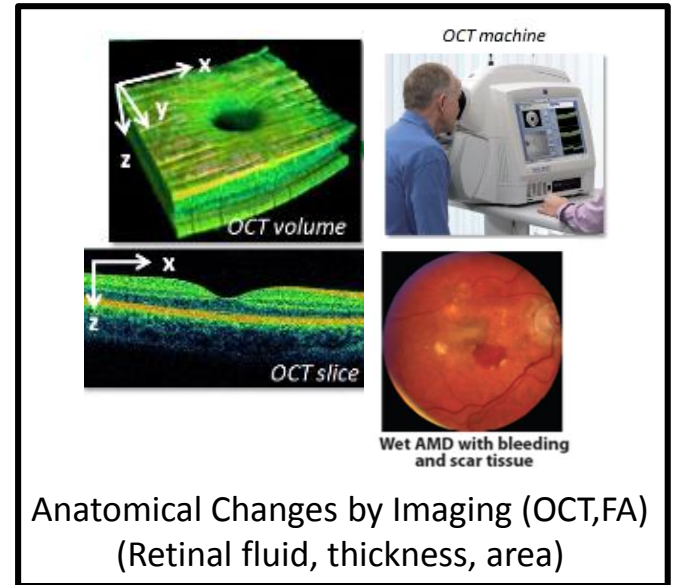 OCT machine
x
y
z
OCT volume
x
z
OCT slice
Wet AMD with bleeding
and scar tissue
Anatomical Changes by Imaging (OCT,FA)
(Retinal fluid, thickness, area)